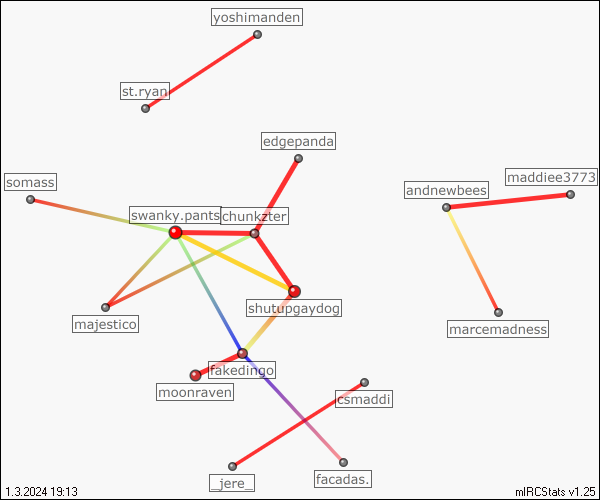 yoshimanden
st.ryan
edgepanda
maddiee3773
somass
andnewbees
swanky.pants
chunkzter
shutupgaydog
majestico
marcemadness
fakedingo
moonraven
csmaddi
_jere_
facadas.
1.3.2024 19:13
mIRCStats v1.25